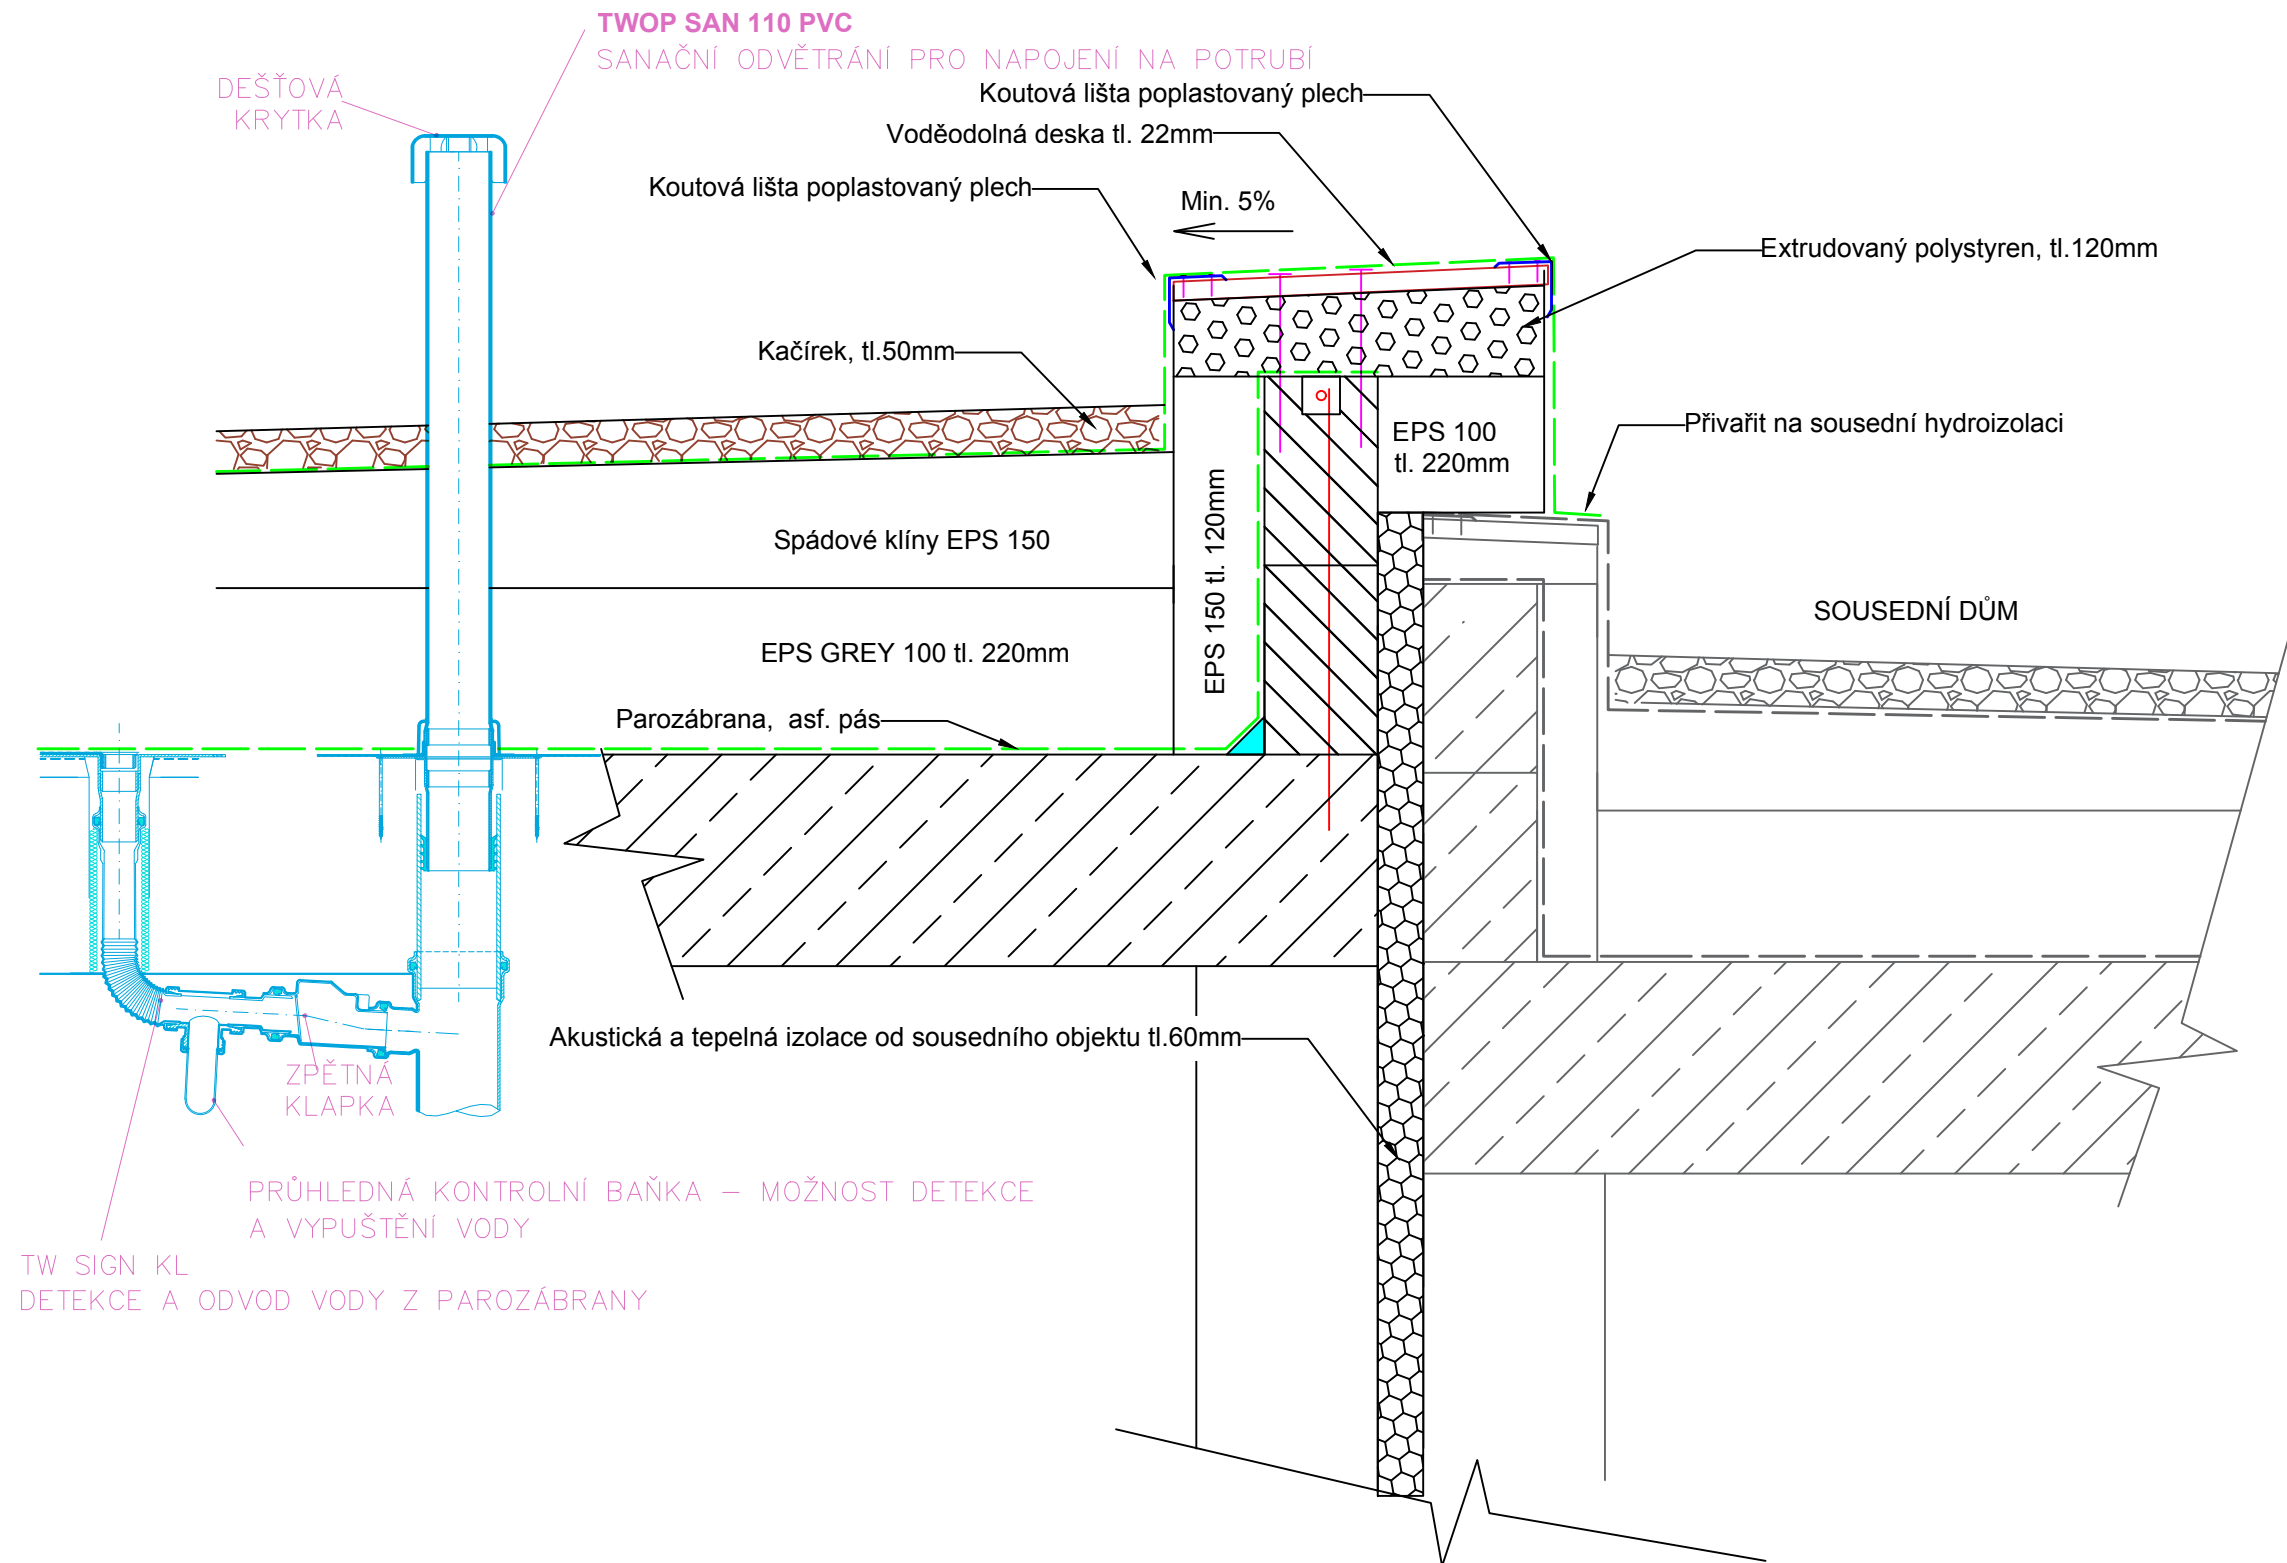 TWOP SAN 110 PVC
SANAČNÍ ODVĚTRÁNÍ PRO NAPOJENÍ NA POTRUBÍ
DEŠŤOVÁ
KRYTKA
Koutová lišta poplastovaný plech
Voděodolná deska tl. 22mm
Koutová lišta poplastovaný plech
Min. 5%
Extrudovaný polystyren, tl.120mm
Kačírek, tl.50mm
Přivařit na sousední hydroizolaci
EPS 100
tl. 220mm
EPS 150 tl. 120mm
Spádové klíny EPS 150
SOUSEDNÍ DŮM
EPS GREY 100 tl. 220mm
Parozábrana, asf. pás
Akustická a tepelná izolace od sousedního objektu tl.60mm
ZPĚTNÁ
KLAPKA
PRŮHLEDNÁ KONTROLNÍ BAŇKA – MOŽNOST DETEKCE
A VYPUŠTĚNÍ VODY
TW SIGN KL
DETEKCE A ODVOD VODY Z PAROZÁBRANY